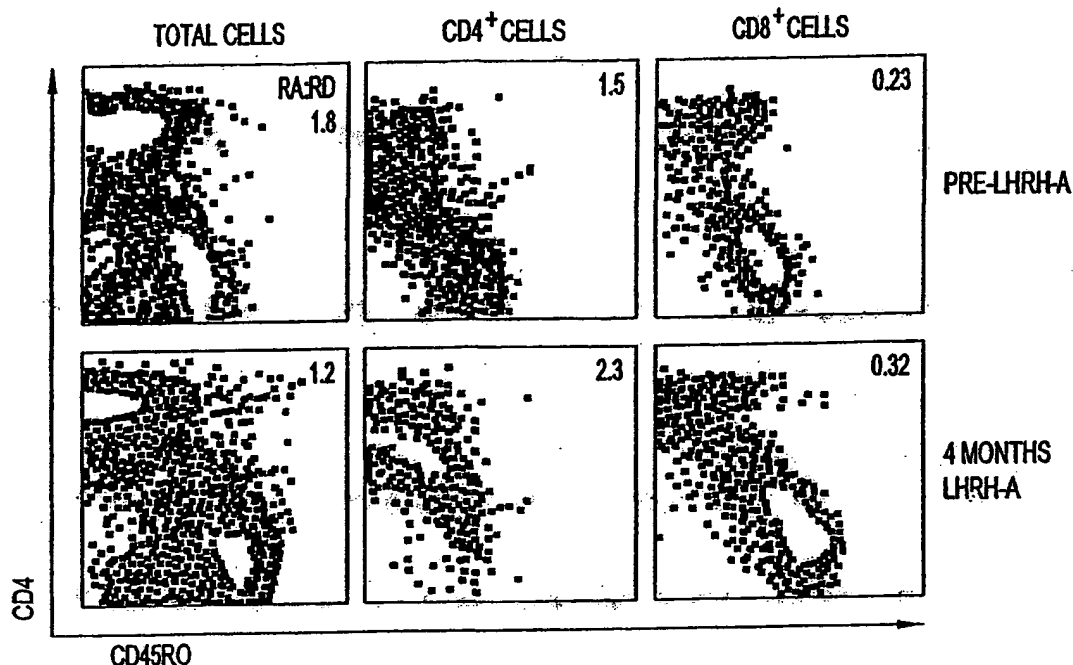 TOTAL CELLS
CD4+ CELLS
CD8+ CELLS
RA:RD
1.8
1.5
0.23
PRE-LHRH-A
1.2
2.3
0.32
4 MONTHS
LHRH-A
CD4
CD45RO